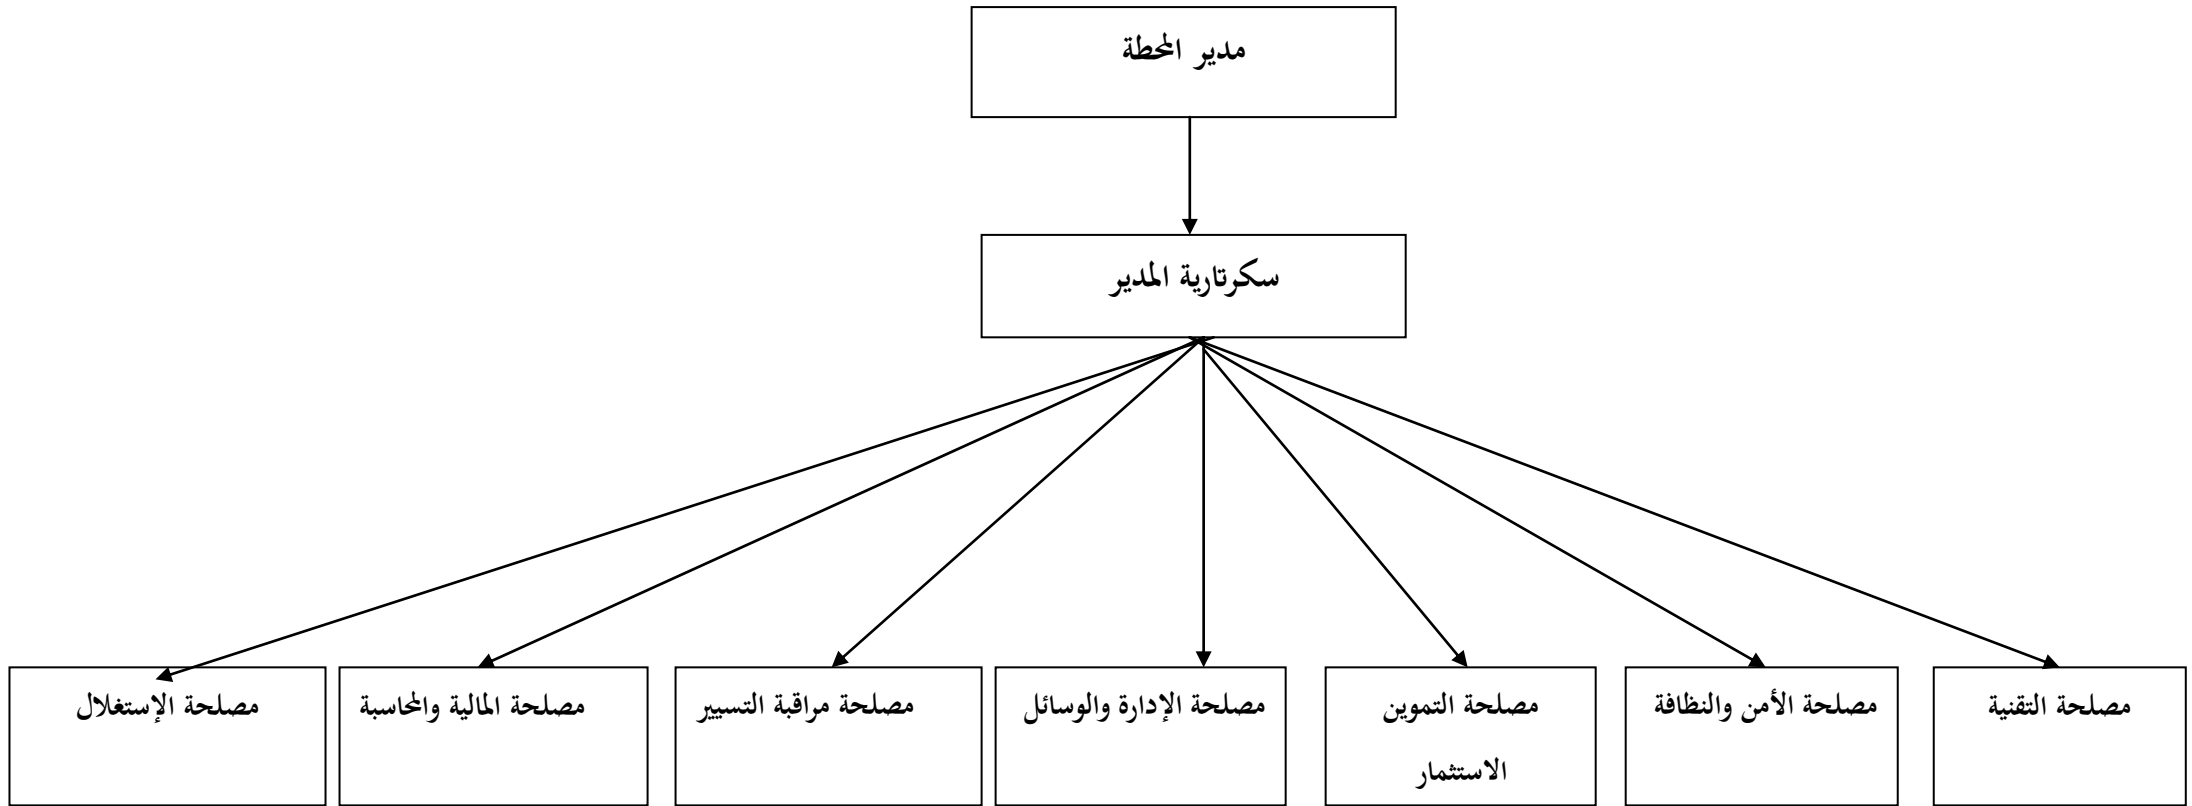 مدير المحطة
سكرتارية المدير
مصلحة التقنية
مصلحة الأمن والنظافة
مصلحة التموين
الاستثمار
مصلحة الإدارة والوسائل
مصلحة مراقبة التسيير
مصلحة المالية والمحاسبة
مصلحة الإستغلال